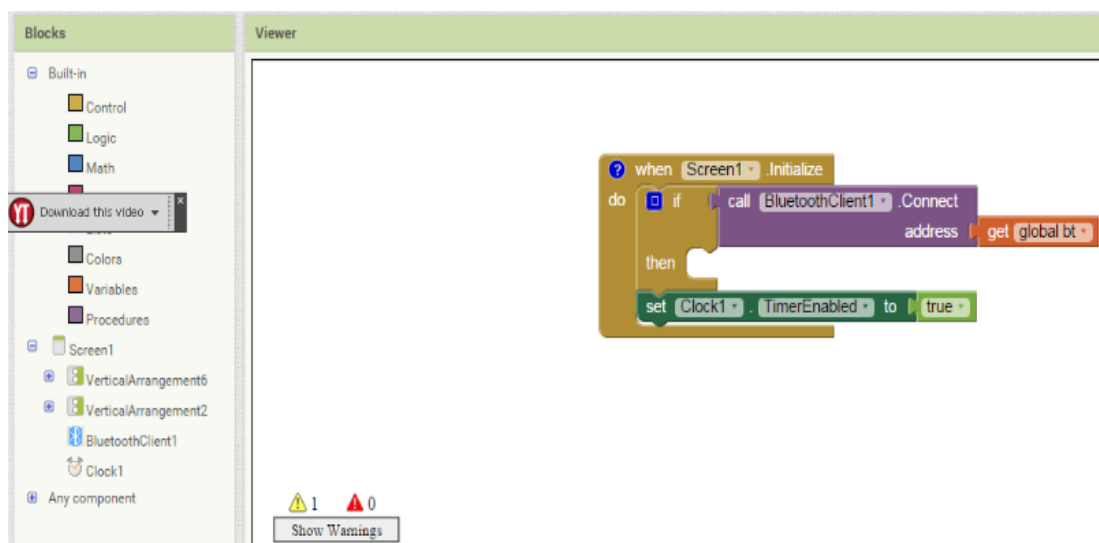 Blocks
Viewer
Built-in
Control
Logic
Math
YT Download this video
x
Colors
Variables
Procedures
Screen1
VerticalArrangement6
VerticalArrangement2
BluetoothClient1
Clock1
Any component
? when Screen1 .Initialize
do if call BluetoothClient1 .Connect
address get global bt
then
set Clock1 . TimerEnabled to true
1 0
Show Warnings